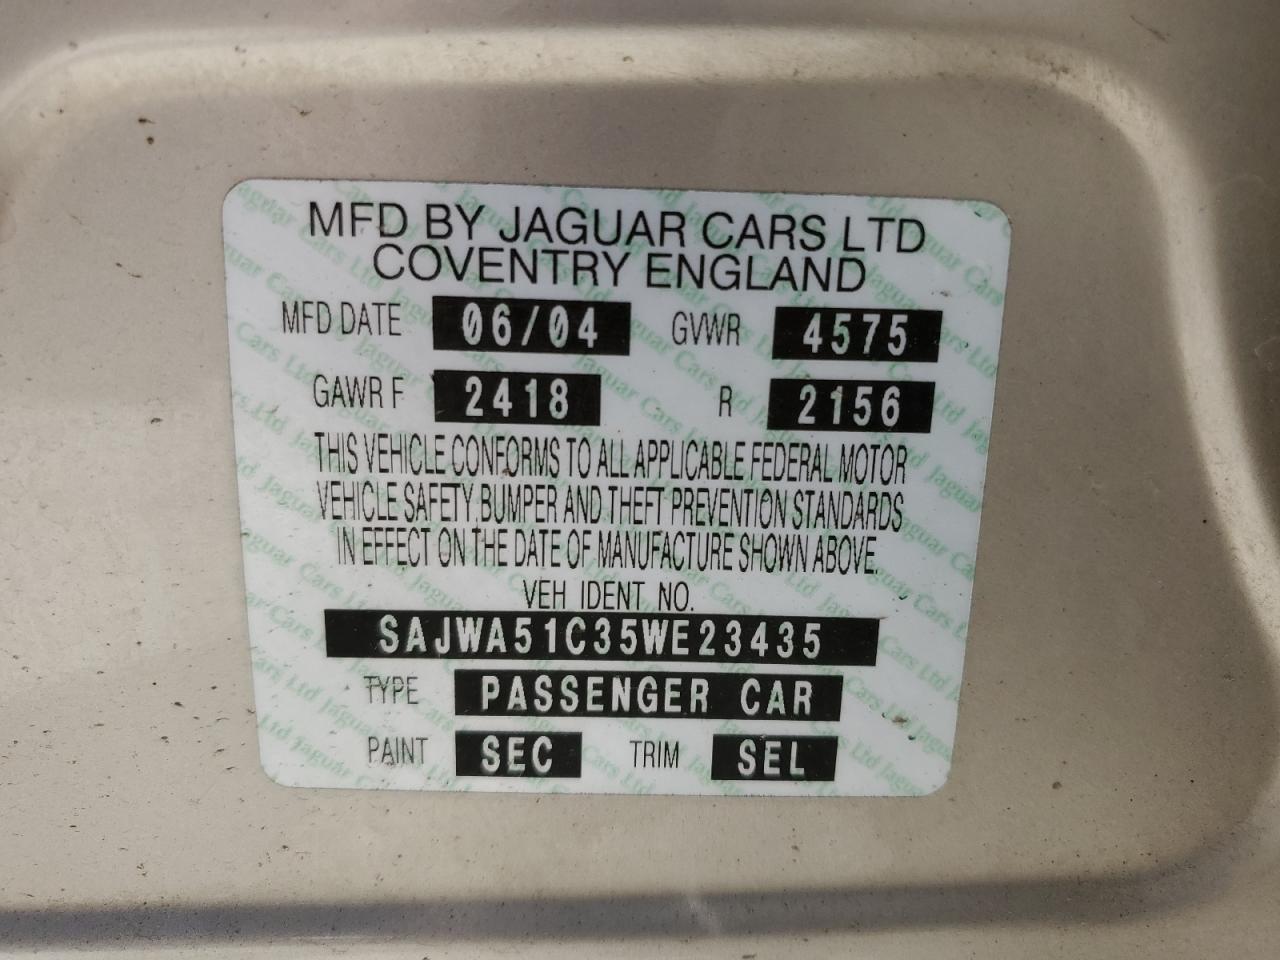 MFD BY JAGUAR CARS LTD
COVENTRY ENGLAND
MFD DATE 06/04 GVWR 4575
GAWR F 2418 R 2156
THIS VEHICLE CONFORMS TO ALL APPLICABLE FEDERAL MOTOR
VEHICLE SAFETY, BUMPER AND THEFT PREVENTION STANDARDS
IN EFFECT ON THE DATE OF MANUFACTURE SHOWN ABOVE.
VEH IDENT NO.
SAJWA51C35WE23435
TYPE PASSENGER CAR
PAINT SEC TRIM SEL